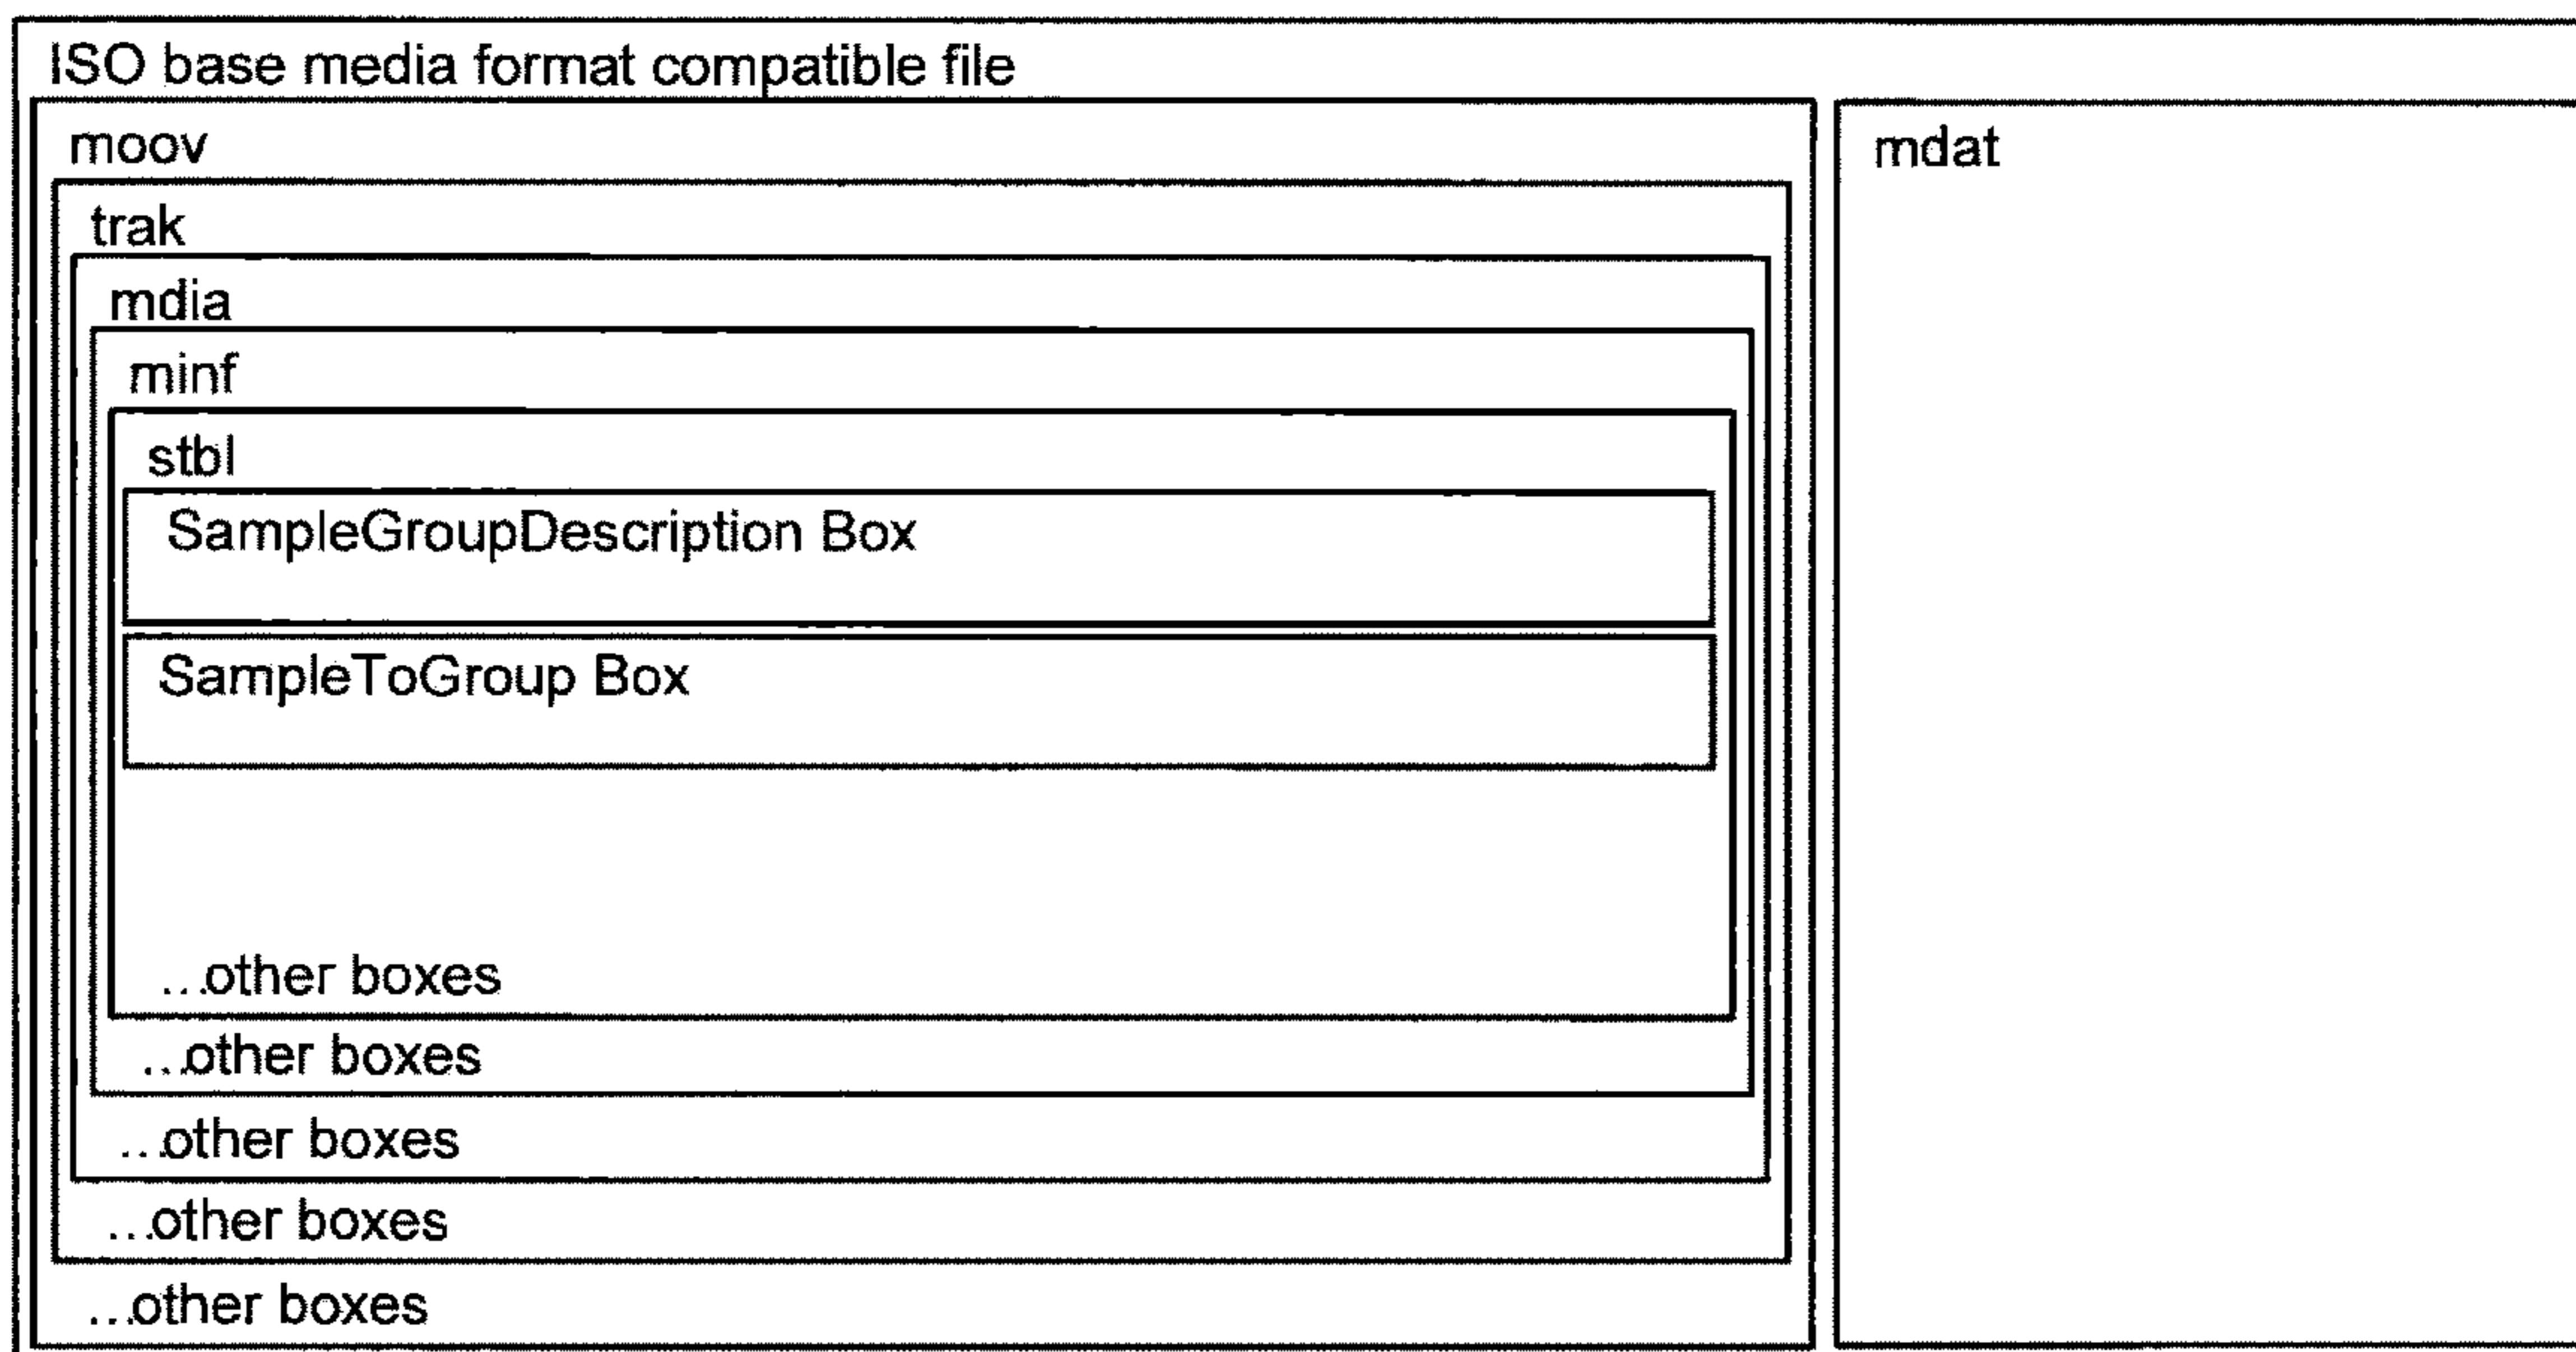 ISO base media format compatible file
moov
mdat
trak
mdia
minf
stbl
SampleGroupDescription Box
SampleToGroup Box
...other boxes
...other boxes
...other boxes
...other boxes
...other boxes